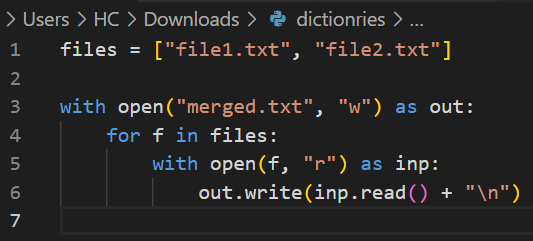 > Users > HC > Downloads > dictionries > ...
1 files = ["file1.txt", "file2.txt"]
2
3 with open("merged.txt", "w") as out:
4     for f in files:
5         with open(f, "r") as inp:
6             out.write(inp.read() + "\n")
7